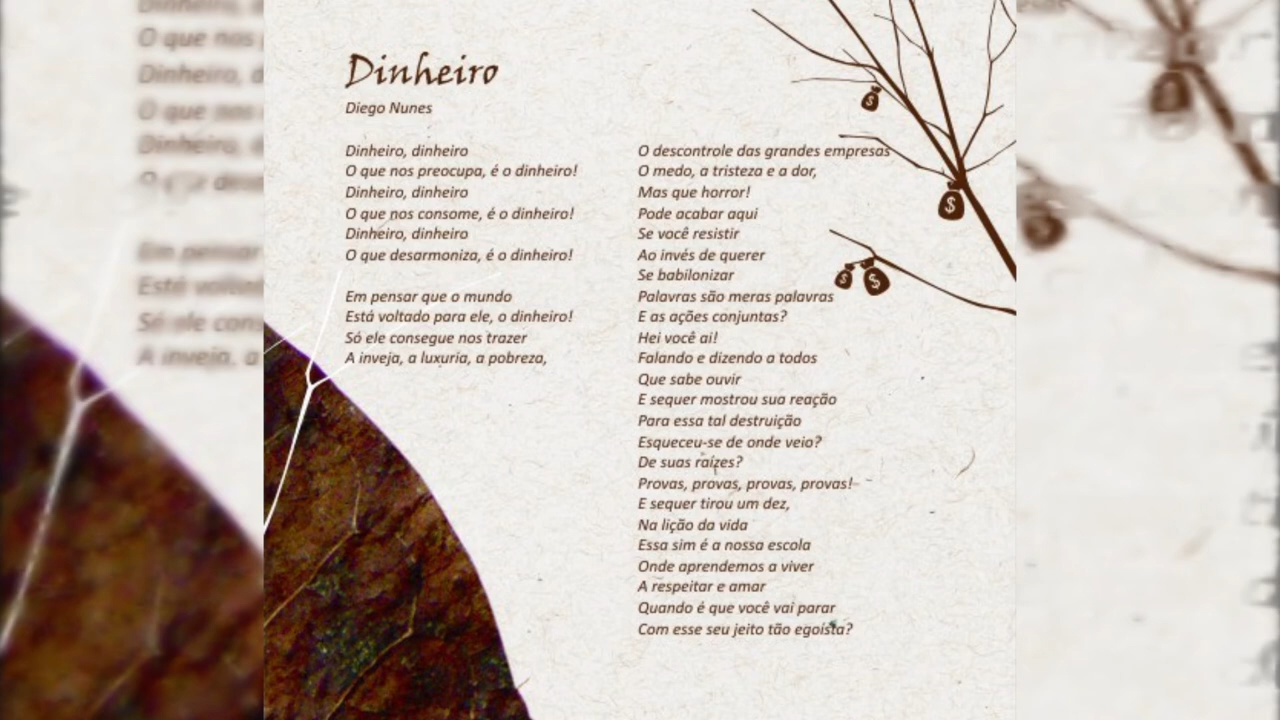 Dinheiro
Diego Nunes
Dinheiro, dinheiro
O que nos preocupa, é o dinheiro!
Dinheiro, dinheiro
O que nos consome, é o dinheiro!
Dinheiro, dinheiro
O que desarmoniza, é o dinheiro!
Em pensar que o mundo
Está voltado para ele, o dinheiro!
Só ele consegue nos trazer
A inveja, a luxuria, a pobreza,
O descontrole das grandes empresas
O medo, a tristeza e a dor,
Mas que horror!
Pode acabar aqui
Se você resistir
Ao invés de querer
Se babilonizar
Palavras são meras palavras
E as ações conjuntas?
Hei você ai!
Falando e dizendo a todos
Que sabe ouvir
E sequer mostrou sua reação
Para essa tal destruição
Esqueceu-se de onde veio?
De suas raízes?
Provas, provas, provas, provas!
E sequer tirou um dez,
Na lição da vida
Essa sim é a nossa escola
Onde aprendemos a viver
A respeitar e amar
Quando é que você vai parar
Com esse seu jeito tão egoísta?